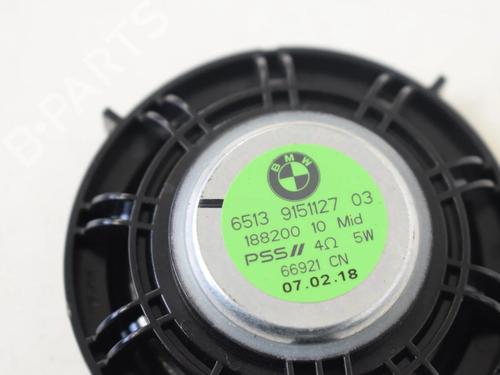 B-PARTS
BMW
6513 9151127 03
188200 10 Mid
PSS// 4Ω 5W
66921 CN
07.02.18